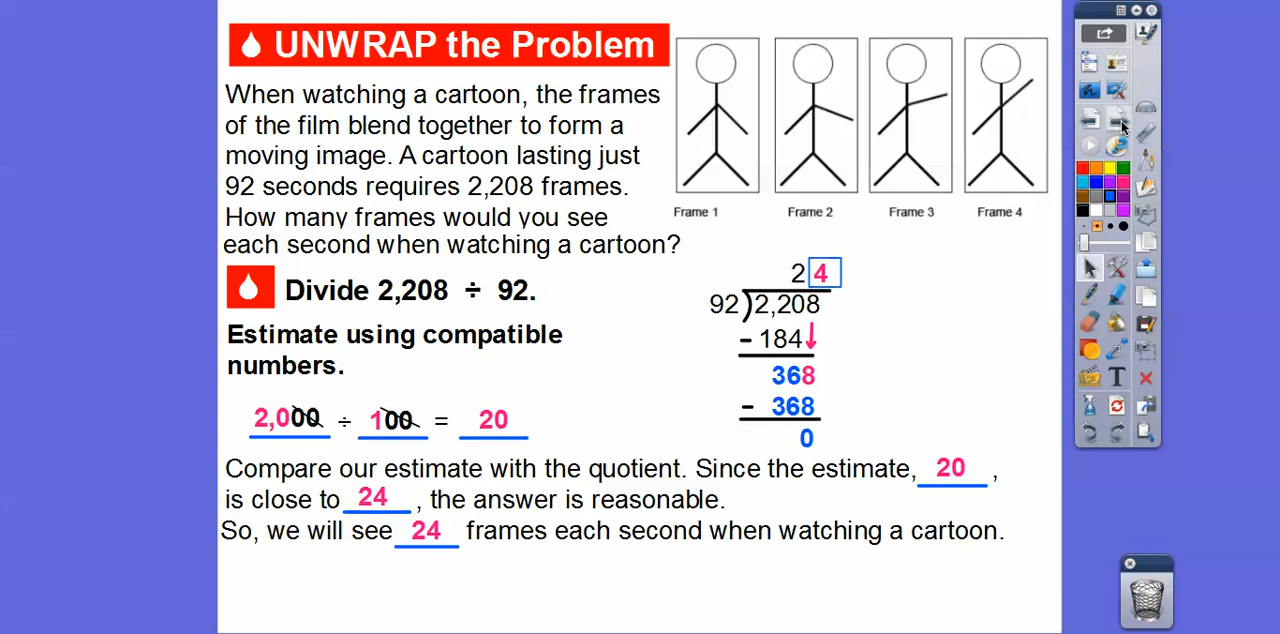 UNWRAP the Problem
When watching a cartoon, the frames
of the film blend together to form a
moving image. A cartoon lasting just
92 seconds requires 2,208 frames.
How many frames would you see
each second when watching a cartoon?
Frame 1 Frame 2 Frame 3 Frame 4
Divide 2,208 ÷ 92.
Estimate using compatible
numbers.
2,000 ÷ 100 = 20
24
92)2,208
- 184
368
- 368
0
Compare our estimate with the quotient. Since the estimate, 20 ,
is close to 24 , the answer is reasonable.
So, we will see 24 frames each second when watching a cartoon.
T